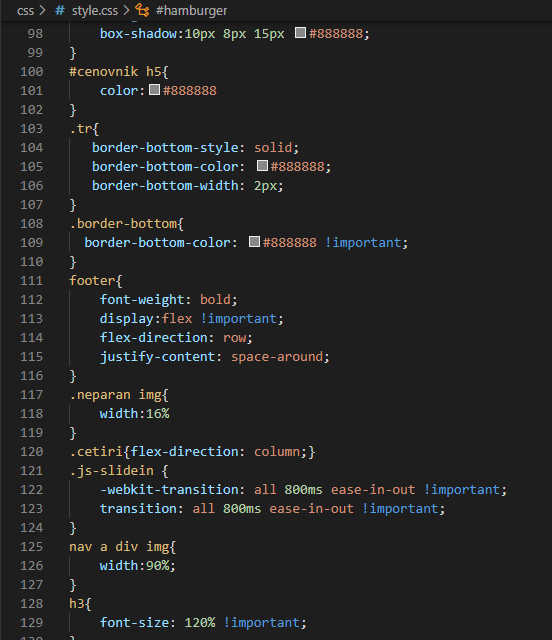 css > # style.css > #hamburger
98 box-shadow:10px 8px 15px #888888;
99 }
100 #cenovnik h5{
101 color:#888888
102 }
103 .tr{
104 border-bottom-style: solid;
105 border-bottom-color: #888888;
106 border-bottom-width: 2px;
107 }
108 .border-bottom{
109 border-bottom-color: #888888 !important;
110 }
111 footer{
112 font-weight: bold;
113 display:flex !important;
114 flex-direction: row;
115 justify-content: space-around;
116 }
117 .neparan img{
118 width:16%
119 }
120 .cetiri{flex-direction: column;}
121 .js-slidein {
122 -webkit-transition: all 800ms ease-in-out !important;
123 transition: all 800ms ease-in-out !important;
124 }
125 nav a div img{
126 width:90%;
127 }
128 h3{
129 font-size: 120% !important;